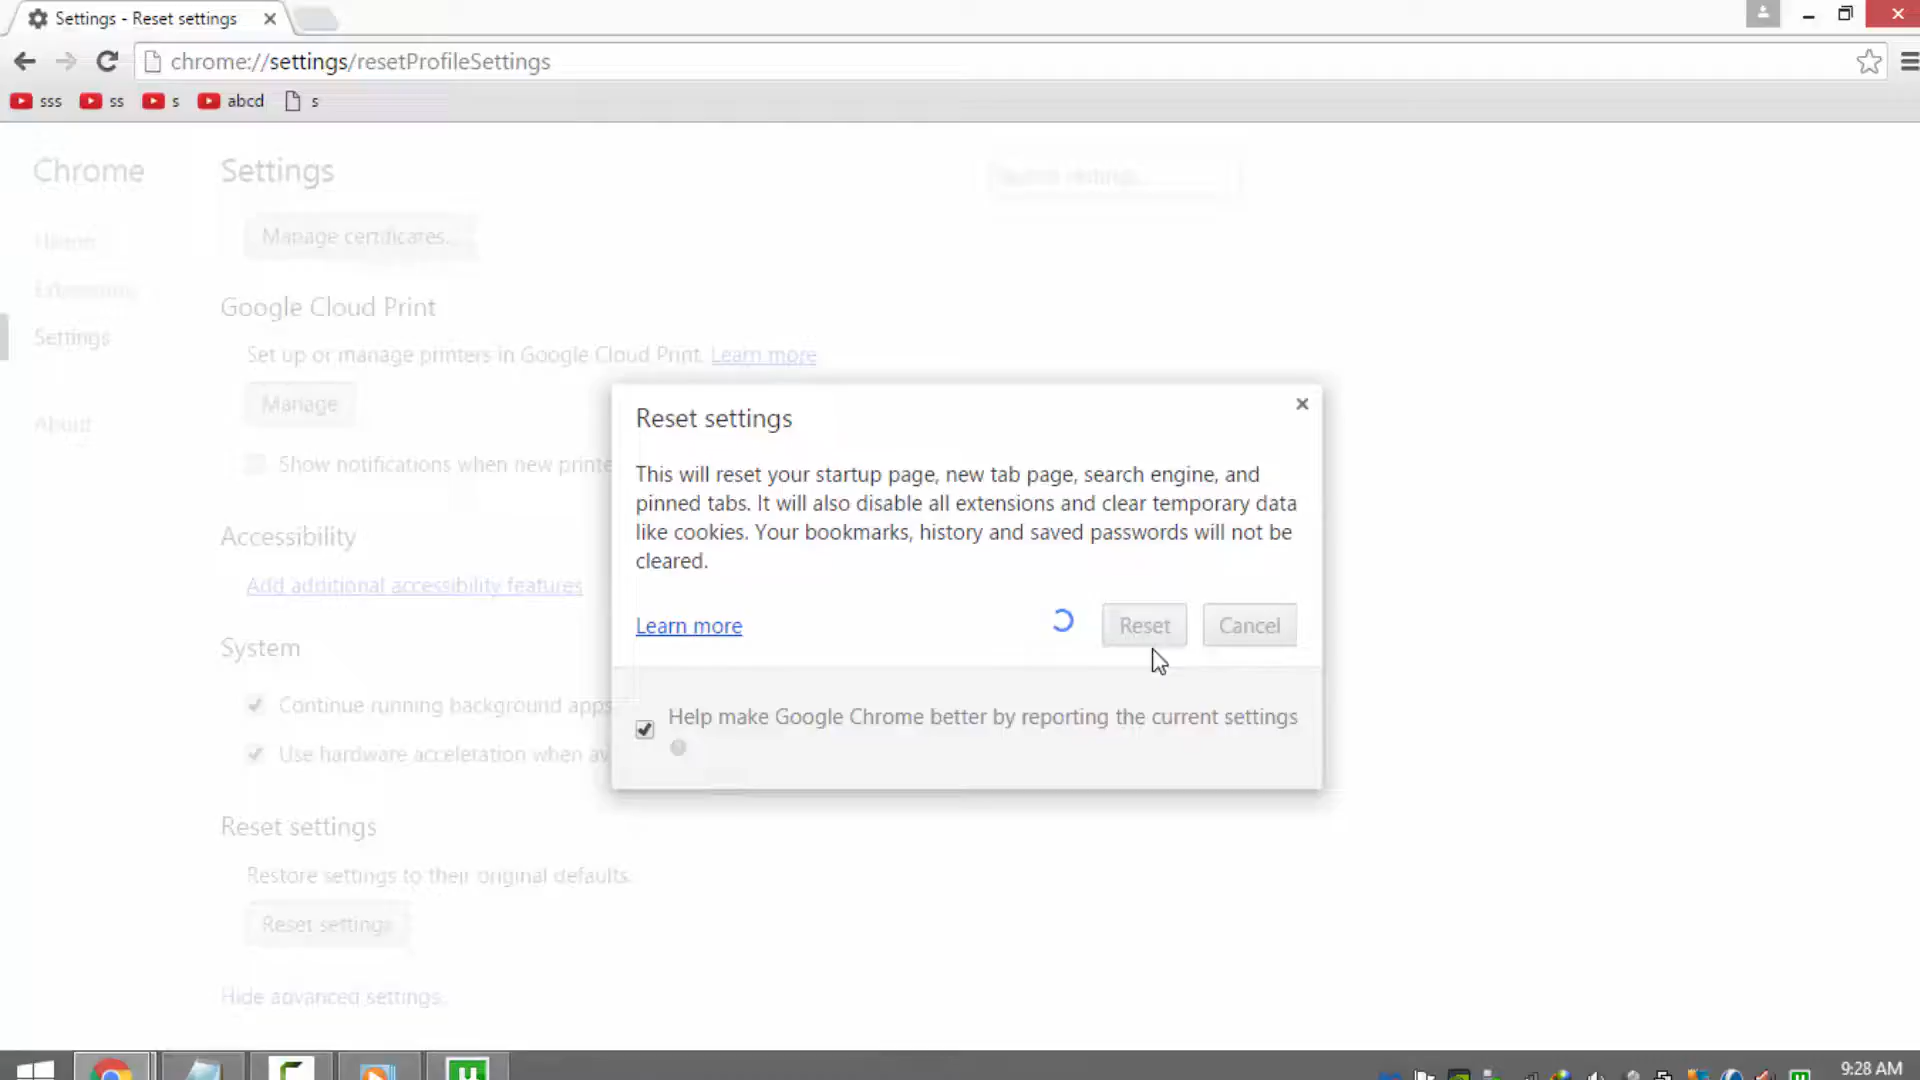 Settings - Reset settings
chrome://settings/resetProfileSettings
sss ss s abcd s
Chrome
Settings
Manage certificates...
Extensions
Google Cloud Print
Settings
Set up or manage printers in Google Cloud Print. Learn more
Manage
About
Show notifications when new printe
Accessibility
Add additional accessibility features
System
Continue running background apps
Use hardware acceleration when av
Reset settings
Restore settings to their original defaults.
Reset settings
Hide advanced settings...
Reset settings
This will reset your startup page, new tab page, search engine, and
pinned tabs. It will also disable all extensions and clear temporary data
like cookies. Your bookmarks, history and saved passwords will not be
cleared.
Learn more
Reset
Cancel
Help make Google Chrome better by reporting the current settings
9:28 AM